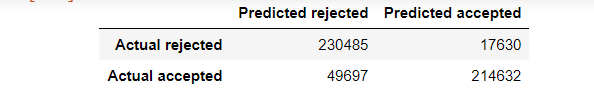 Predicted rejected Predicted accepted
Actual rejected 230485 17630
Actual accepted 49697 214632